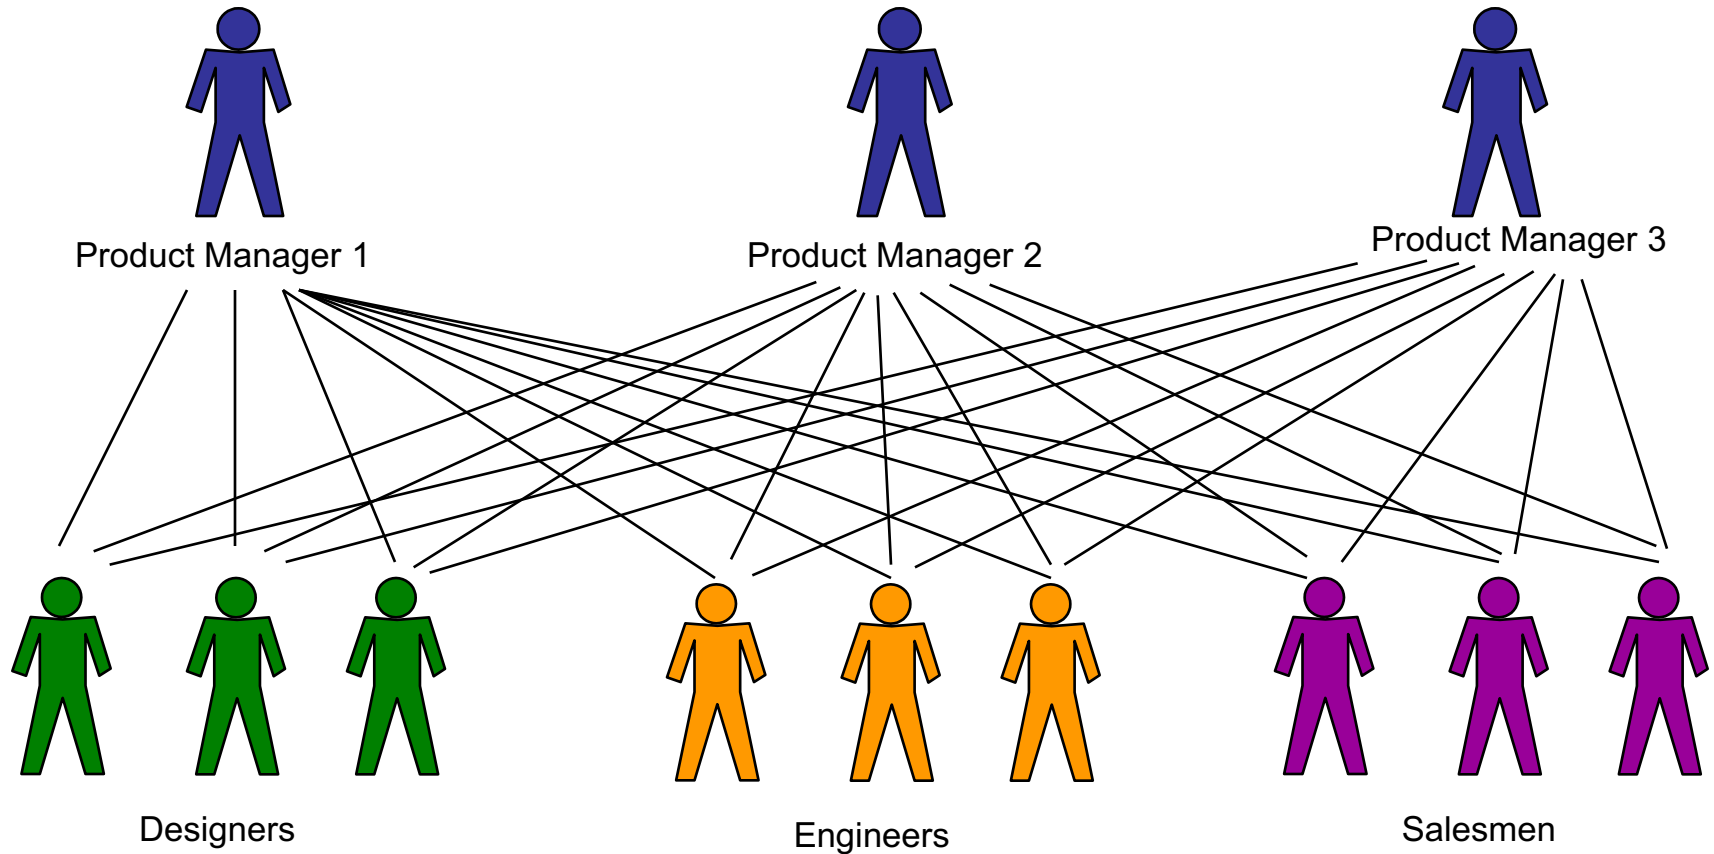 Product Manager 1
Product Manager 2
Product Manager 3
Designers
Engineers
Salesmen